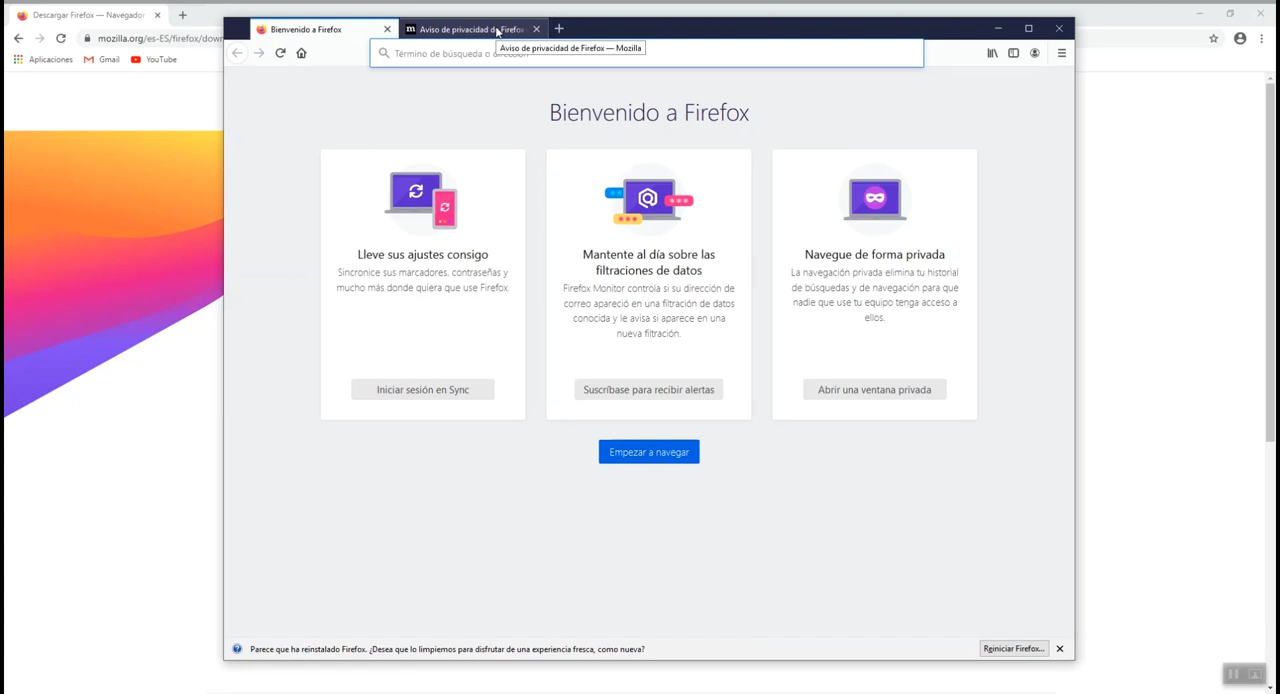 Descargar Firefox — Navegador
mozilla.org/es-ES/firefox/down
Aplicaciones
Gmail
YouTube
Bienvenido a Firefox
m Aviso de privacidad de Firefox
Aviso de privacidad de Firefox — Mozilla
Término de búsqueda o dirección
Bienvenido a Firefox
Lleve sus ajustes consigo
Sincronice sus marcadores, contraseñas y
mucho más donde quiera que use Firefox.
Iniciar sesión en Sync
Mantente al día sobre las
filtraciones de datos
Firefox Monitor controla si su dirección de
correo apareció en una filtración de datos
conocida y le avisa si aparece en una
nueva filtración.
Suscríbase para recibir alertas
Navegue de forma privada
La navegación privada elimina tu historial
de búsquedas y de navegación para que
nadie que use tu equipo tenga acceso a
ellos.
Abrir una ventana privada
Empezar a navegar
Parece que ha reinstalado Firefox. ¿Desea que lo limpiemos para disfrutar de una experiencia fresca, como nueva?
Reiniciar Firefox...